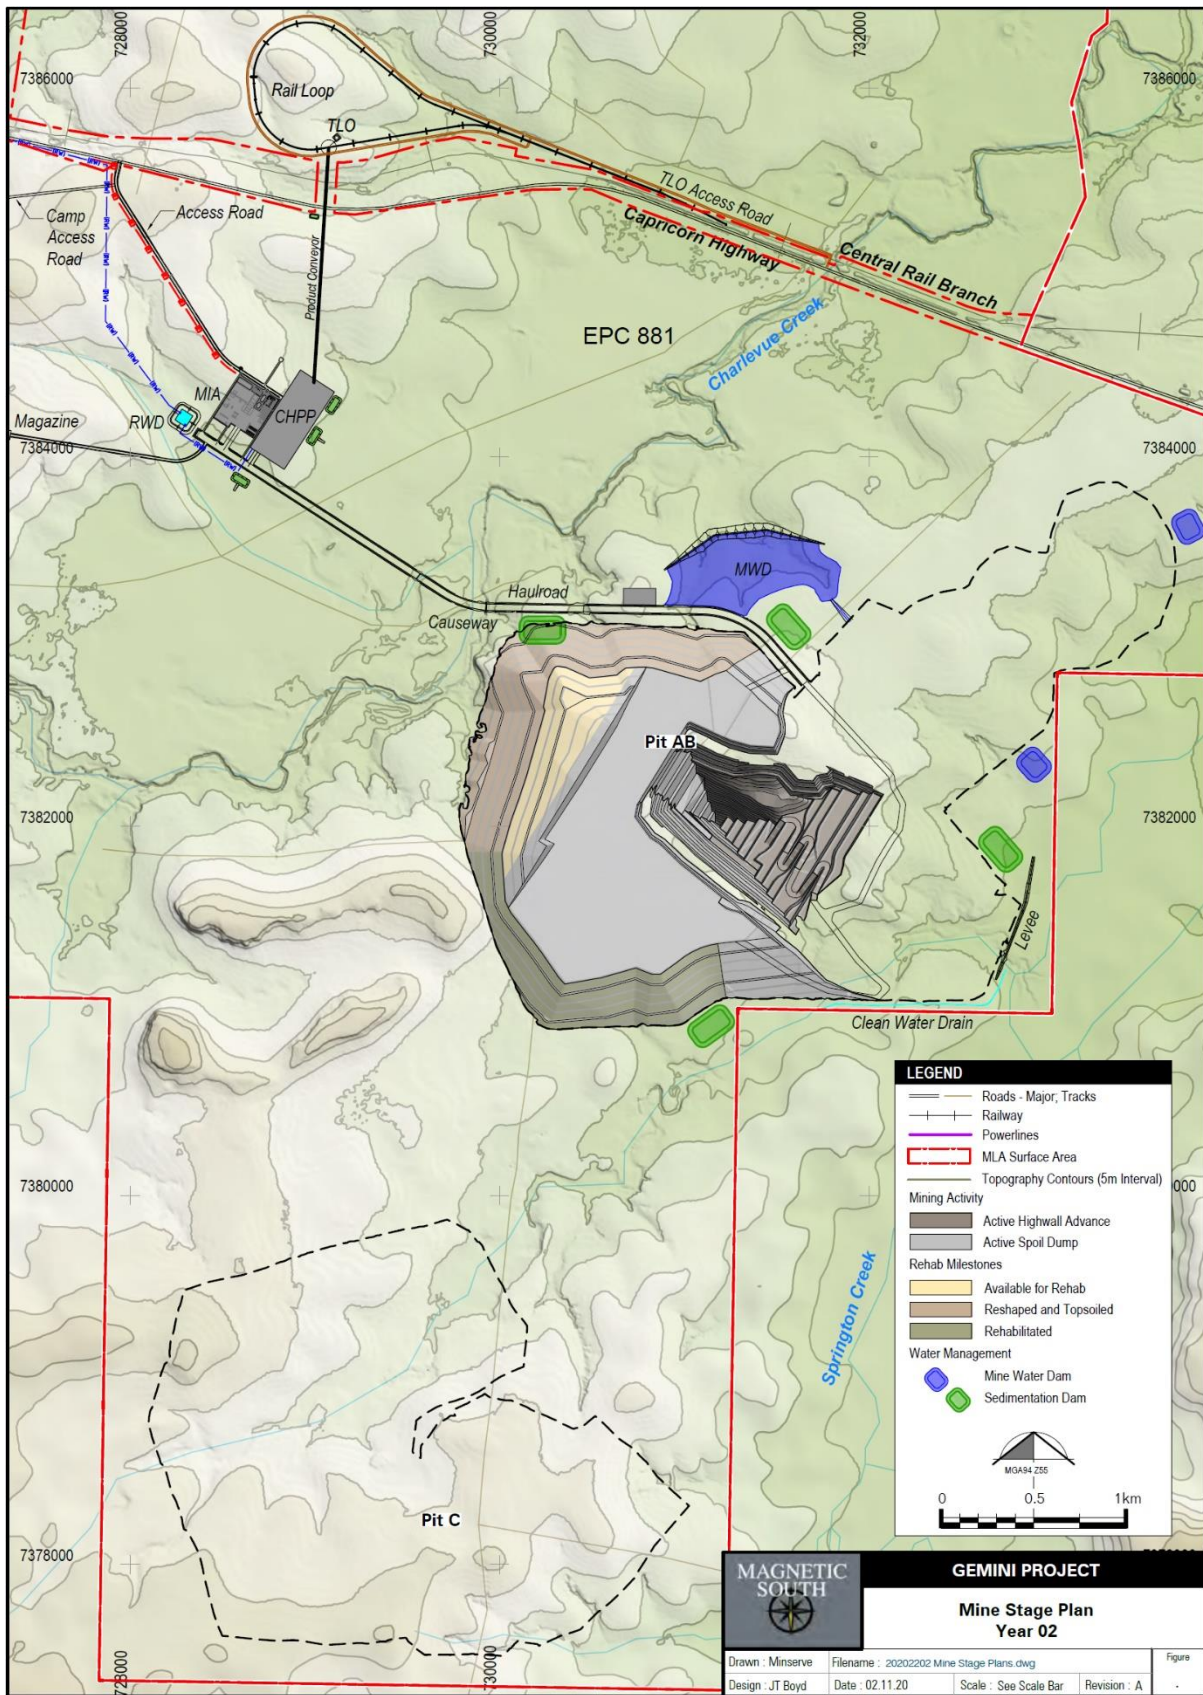 728000
730000
732000
7386000
7386000
Rail Loop
TLO
TLO Access Road
Capricorn Highway
Central Rail Branch
Camp
Access
Road
Access Road
Product Conveyor
EPC 881
Charlevue Creek
MIA
CHPP
RWD
Magazine
7384000
7384000
MWD
Haulroad
Causeway
Pit AB
7382000
7382000
Levee
Clean Water Drain
LEGEND
Roads - Major; Tracks
Railway
Powerlines
MLA Surface Area
Topography Contours (5m Interval)
Mining Activity
Active Highwall Advance
Active Spoil Dump
Rehab Milestones
Available for Rehab
Reshaped and Topsoiled
Rehabilitated
Water Management
Mine Water Dam
Sedimentation Dam
MGA94 Z55
0 0.5 1km
7380000
Springton Creek
Pit C
7378000
728000
730000
MAGNETIC
SOUTH
GEMINI PROJECT
Mine Stage Plan
Year 02
Drawn : Minserve
Filename : 20202202 Mine Stage Plans.dwg
Figure
Design : JT Boyd
Date : 02.11.20
Scale : See Scale Bar
Revision : A
-